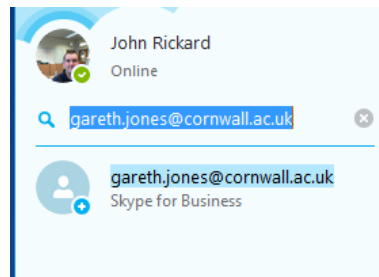 John Rickard
Online
gareth.jones@cornwall.ac.uk
gareth.jones@cornwall.ac.uk
Skype for Business